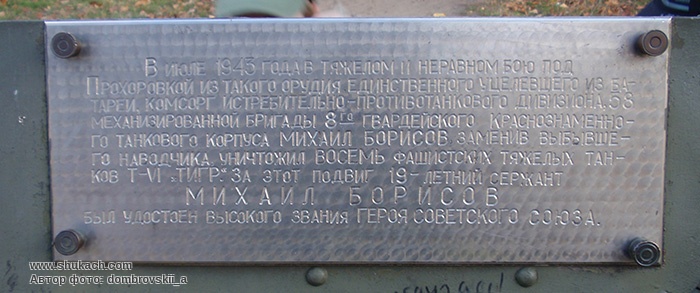 В июле 1943 года в тяжелом и неравном бою под
Прохоровкой из такого орудия единственного уцелевшего из ба-
тареи, комсорг истребительно-противотанкового дивизиона 58
механизированной бригады 8го гвардейского краснознаменно-
го танкового корпуса Михаил Борисов заменив выбывше-
го наводчика, уничтожил восемь фашистских тяжелых тан-
ков Т-VI „Тигр". За этот подвиг 19-летний сержант
МИХАИЛ БОРИСОВ
был удостоен высокого звания Героя Советского Союза.
www.shukach.com
Автор фото: dombrovskii_a